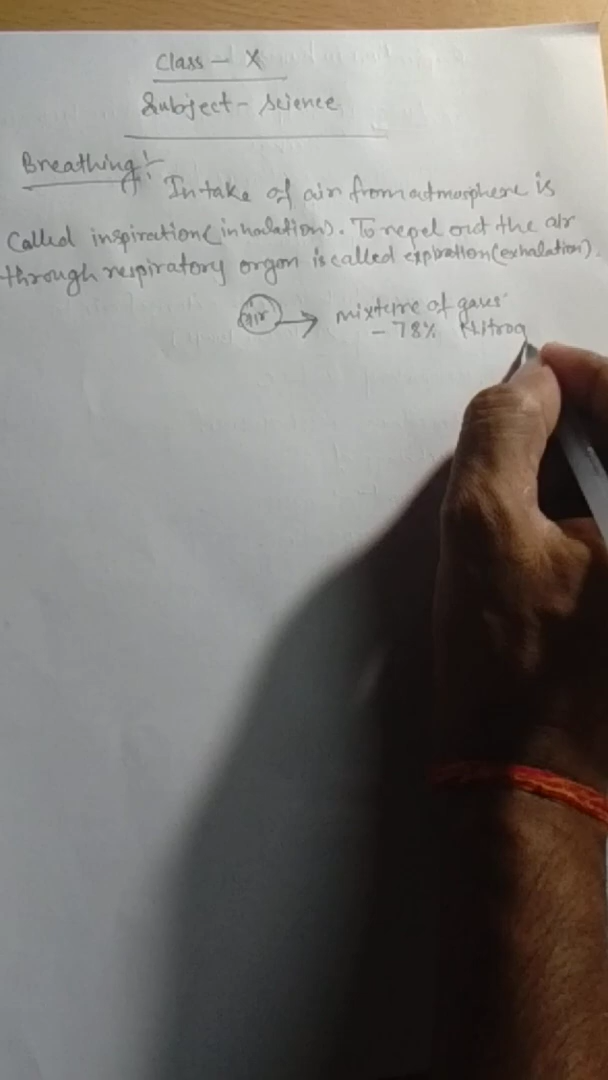 Class - X
Subject - Science
Breathing :-
Intake of air from atmosphere is
Called inspiration (inhalation). To repel out the air
through respiratory organ is called expiration (exhalation).
air → mixture of gases
- 78% Nitrog